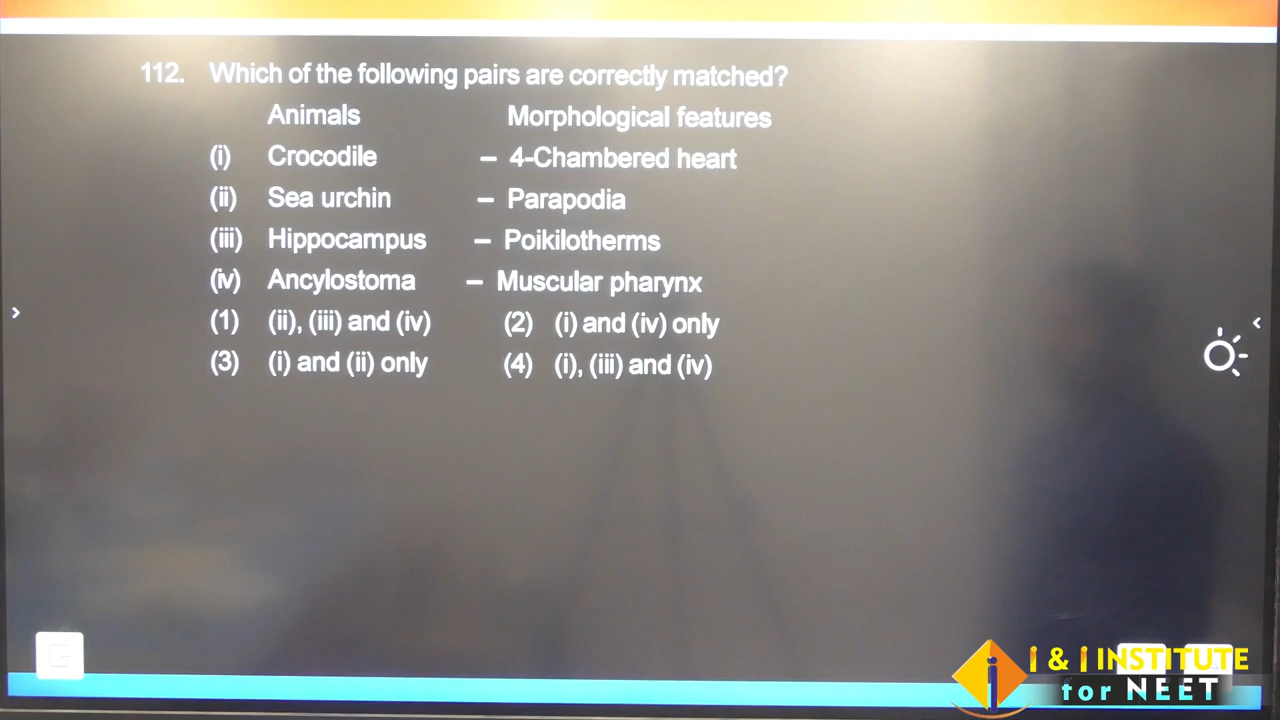 112. Which of the following pairs are correctly matched?
Animals Morphological features
(i) Crocodile – 4-Chambered heart
(ii) Sea urchin – Parapodia
(iii) Hippocampus – Poikilotherms
(iv) Ancylostoma – Muscular pharynx
(1) (ii), (iii) and (iv) (2) (i) and (iv) only
(3) (i) and (ii) only (4) (i), (iii) and (iv)
i & i INSTITUTE
for NEET